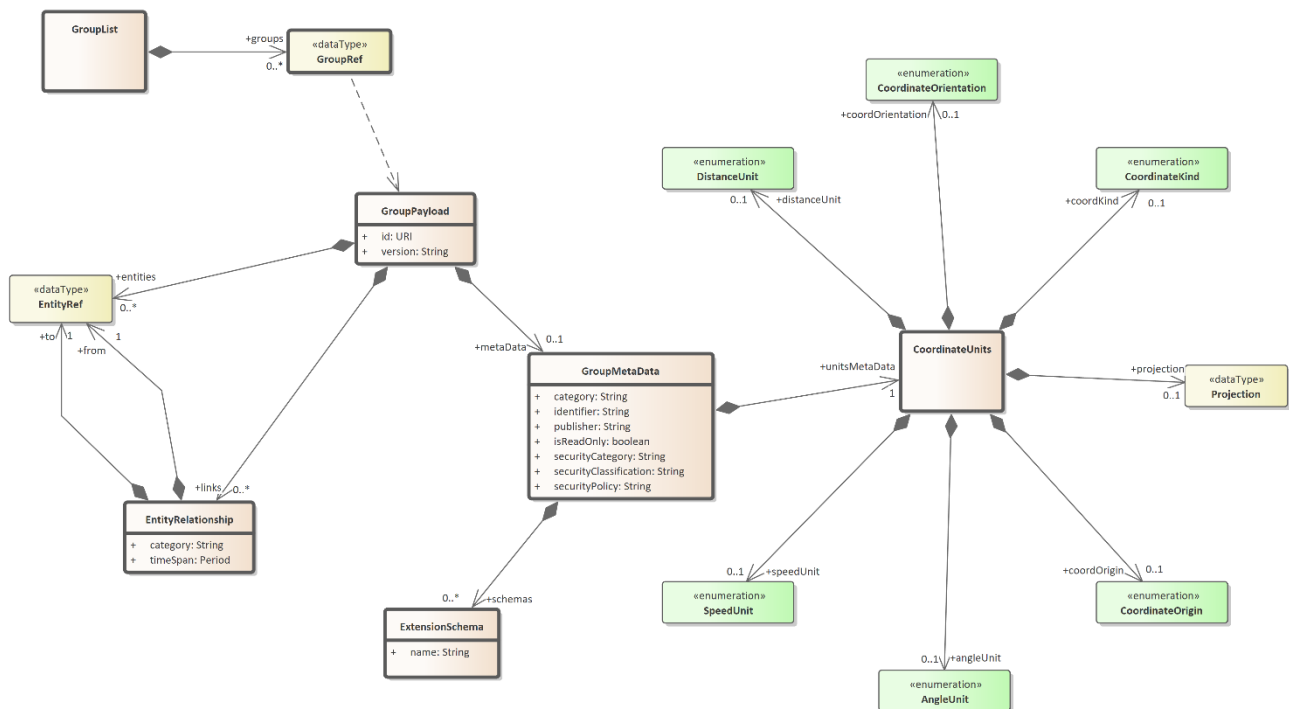 GroupList
+groups
0..*
«dataType»
GroupRef
«enumeration»
CoordinateOrientation
+coordOrientation
0..1
«enumeration»
DistanceUnit
0..1
+distanceUnit
«enumeration»
CoordinateKind
+coordKind
0..1
GroupPayload
+ id: URI
+ version: String
+entities
0..*
«dataType»
EntityRef
+to
1
1
+from
+metaData
0..1
GroupMetaData
+ category: String
+ identifier: String
+ publisher: String
+ isReadOnly: boolean
+ securityCategory: String
+ securityClassification: String
+ securityPolicy: String
+unitsMetaData
1
CoordinateUnits
+projection
0..1
«dataType»
Projection
+links
0..*
EntityRelationship
+ category: String
+ timeSpan: Period
0..*
+schemas
ExtensionSchema
+ name: String
0..1
+speedUnit
«enumeration»
SpeedUnit
+coordOrigin
0..1
«enumeration»
CoordinateOrigin
0..1
+angleUnit
«enumeration»
AngleUnit